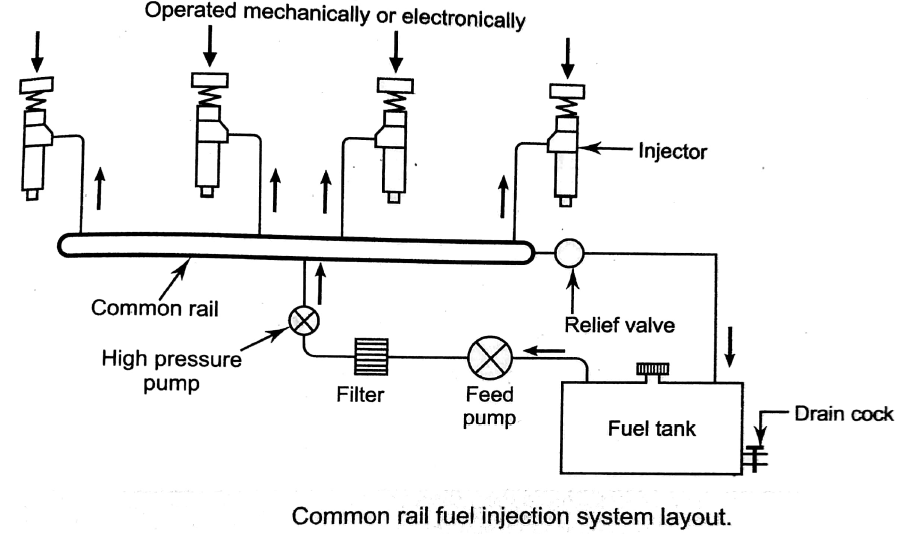 Operated mechanically or electronically
Injector
Common rail
Relief valve
High pressure
pump
Filter
Feed
pump
Fuel tank
Drain cock
Common rail fuel injection system layout.